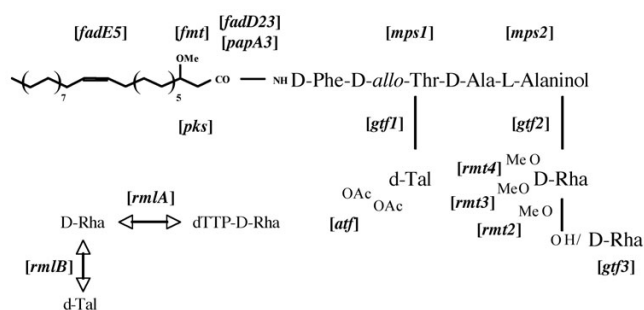 [fadE5] [fmt] [fadD23] [mps1] [mps2]
[papA3]
OMe
( )7 ( )5 CO NH D-Phe-D-allo-Thr-D-Ala-L-Alaninol
[pks] [gtf1] [gtf2]
[rmt4] MeO
d-Tal D-Rha
OAc [rmt3] MeO
OAc
[atf] [rmt2] MeO
OH/ D-Rha
[gtf3]
[rmlA]
D-Rha dTTP-D-Rha
[rmlB]
d-Tal